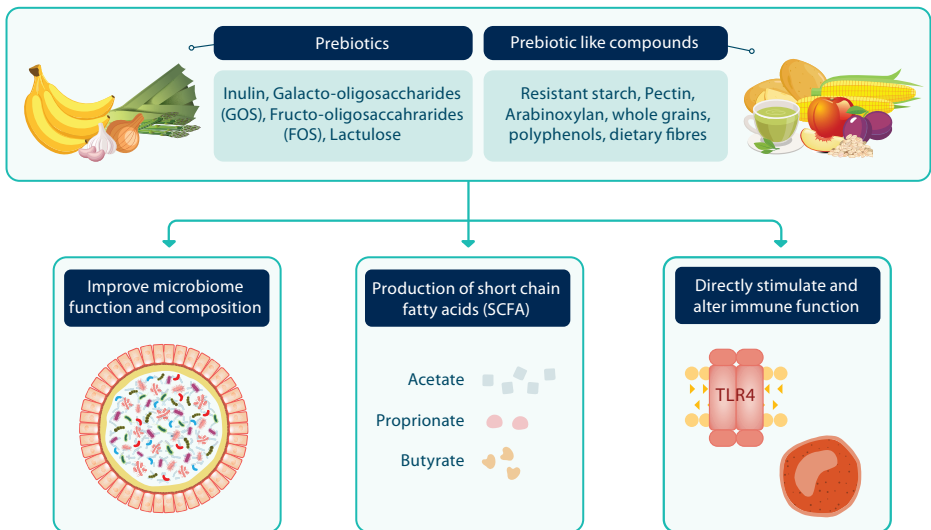 Prebiotics
Prebiotic like compounds
Inulin, Galacto-oligosaccharides
(GOS), Fructo-oligosaccahrarides
(FOS), Lactulose
Resistant starch, Pectin,
Arabinoxylan, whole grains,
polyphenols, dietary fibres
Improve microbiome
function and composition
Production of short chain
fatty acids (SCFA)
Acetate
Proprionate
Butyrate
Directly stimulate and
alter immune function
TLR4